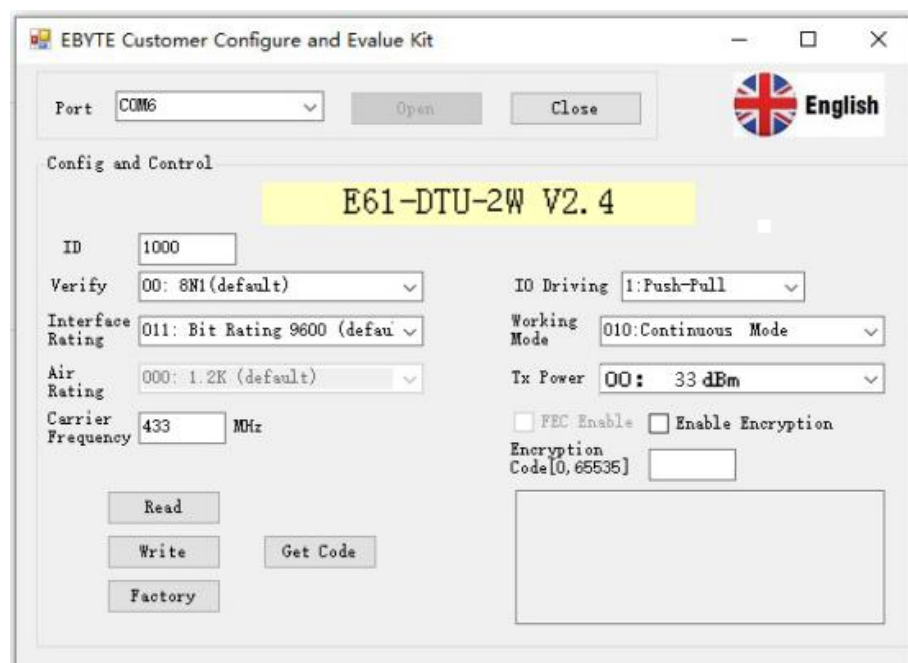 EBYTE Customer Configure and Evalue Kit
Port COM6 Open Close English
Config and Control
E61-DTU-2W V2.4
ID 1000
Verify 00: 8N1(default) IO Driving 1:Push-Pull
Interface Rating 011: Bit Rating 9600 (defau Working Mode 010:Continuous Mode
Air Rating 000: 1.2K (default) Tx Power 00: 33 dBm
Carrier Frequency 433 MHz FEC Enable Enable Encryption
Encryption Code[0,65535]
Read
Write Get Code
Factory